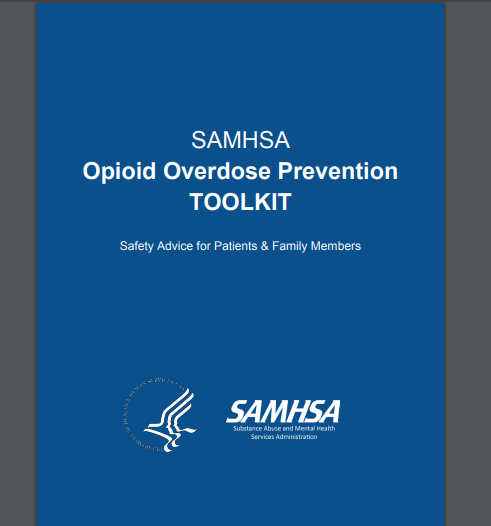 SAMHSA
Opioid Overdose Prevention
TOOLKIT
Safety Advice for Patients & Family Members
SAMHSA
Substance Abuse and Mental Health
Services Administration